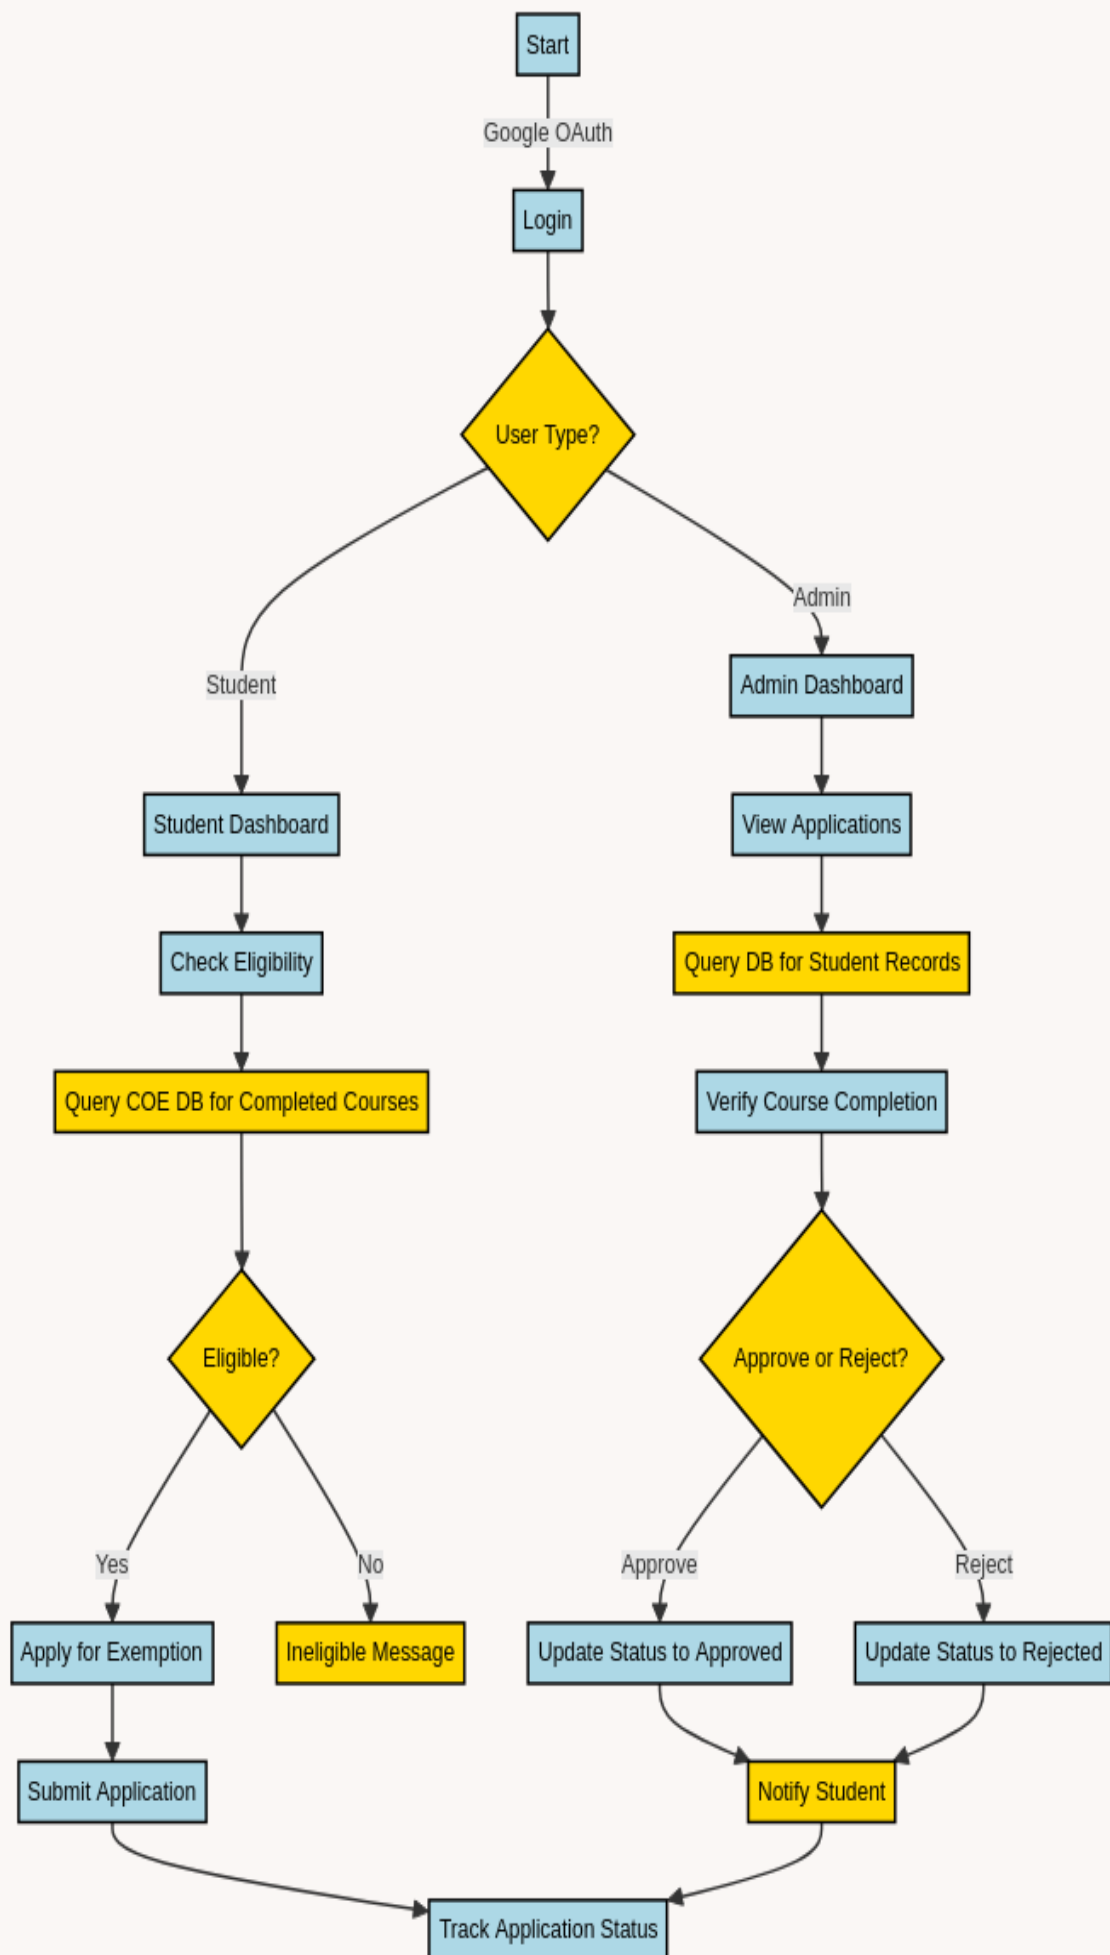 Start
Google OAuth
Login
User Type?
Admin
Student
Admin Dashboard
Student Dashboard
View Applications
Check Eligibility
Query DB for Student Records
Query COE DB for Completed Courses
Verify Course Completion
Eligible?
Approve or Reject?
Yes
No
Approve
Reject
Apply for Exemption
Ineligible Message
Update Status to Approved
Update Status to Rejected
Submit Application
Notify Student
Track Application Status